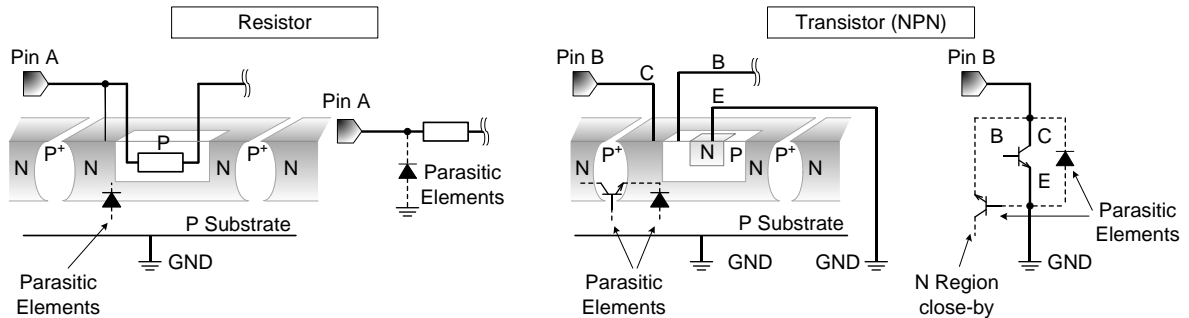 Resistor
Transistor (NPN)
Pin A
Pin A
N
P+
N
P
N
P+
N
Parasitic
Elements
P Substrate
GND
Parasitic
Elements
Pin B
C
B
E
N
P+
N
N
P
N
P+
N
P Substrate
GND
GND
Parasitic
Elements
Pin B
B
C
E
Parasitic
Elements
GND
N Region
close-by